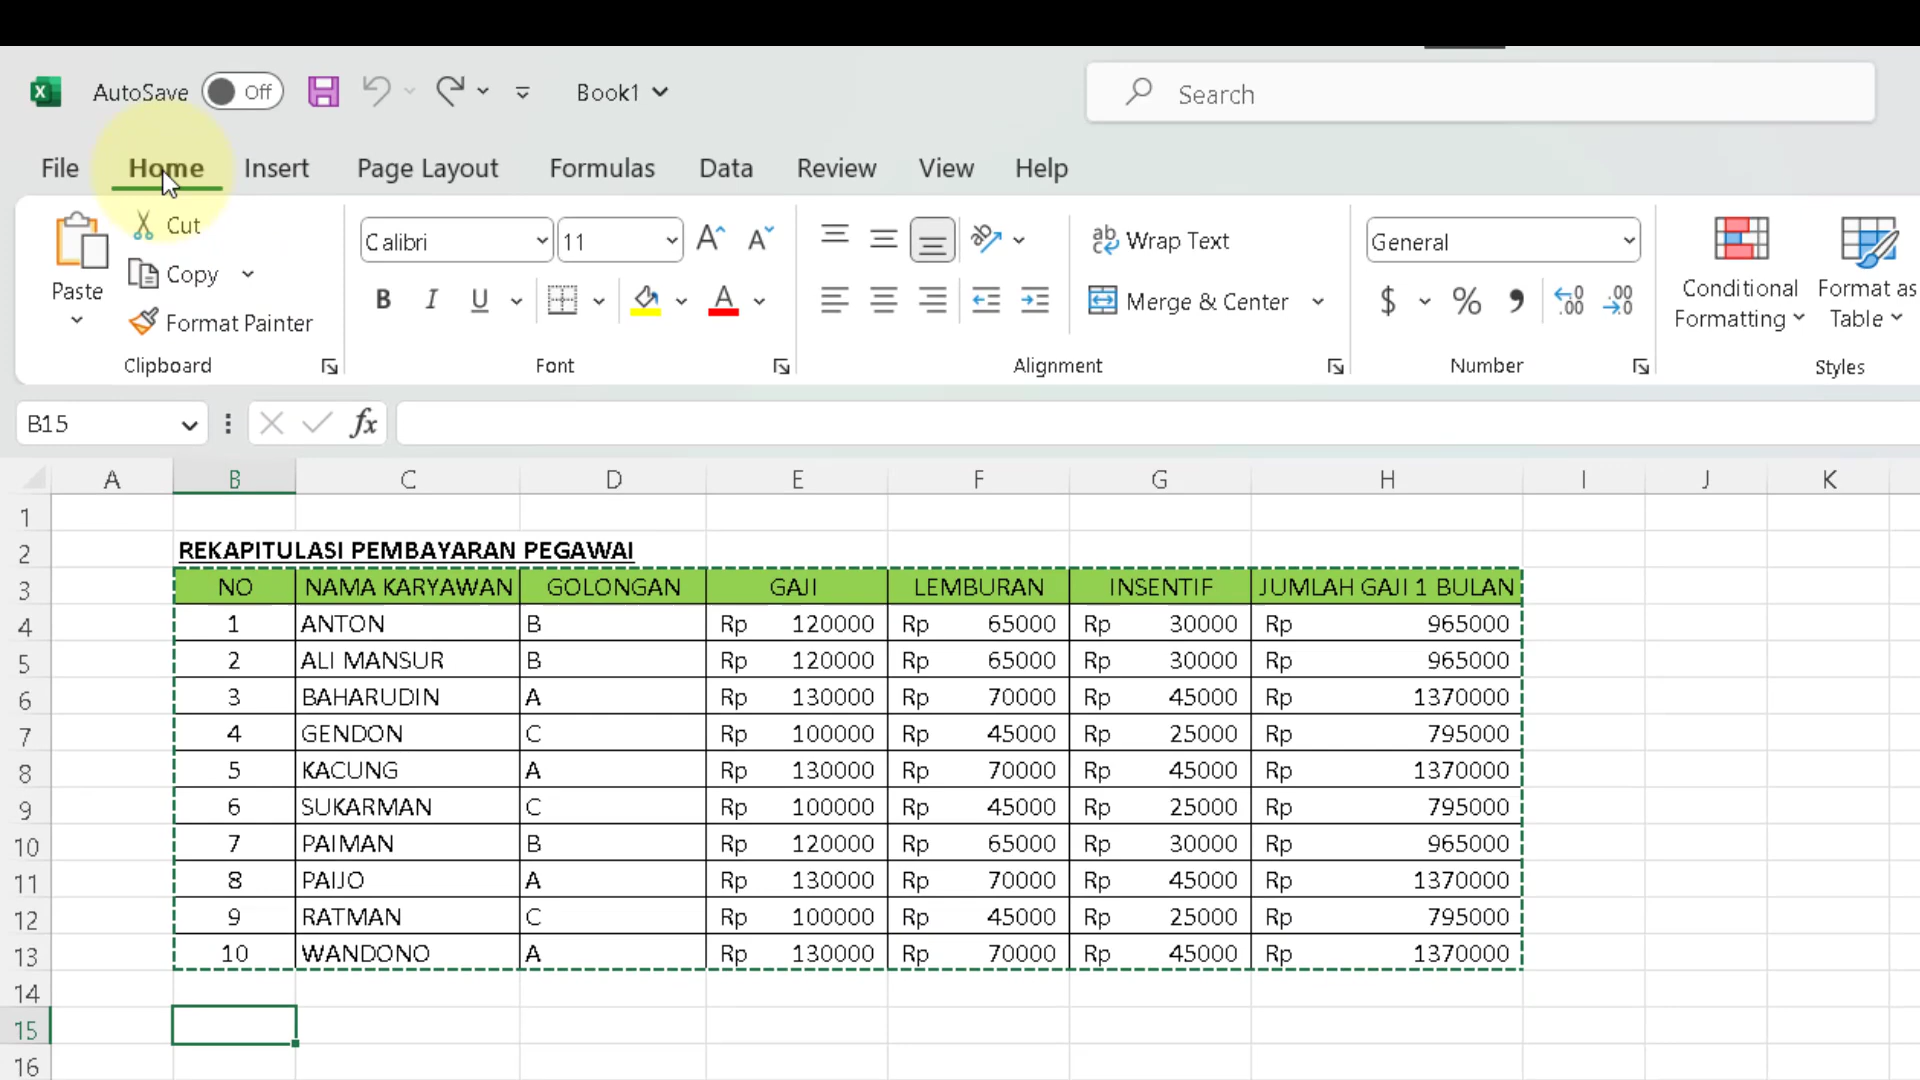 AutoSave Off Book1 Search
File Home Insert Page Layout Formulas Data Review View Help
Paste
Cut
Copy
Format Painter
Clipboard
Calibri 11
B I U A
Font
Wrap Text
Merge & Center
Alignment
General
$ % , .00 .00
Number
Conditional Formatting
Format as Table
Styles
B15 fx
A B C D E F G H I J K
1
2 REKAPITULASI PEMBAYARAN PEGAWAI
3 NO NAMA KARYAWAN GOLONGAN GAJI LEMBURAN INSENTIF JUMLAH GAJI 1 BULAN
4 1 ANTON B Rp 120000 Rp 65000 Rp 30000 Rp 965000
5 2 ALI MANSUR B Rp 120000 Rp 65000 Rp 30000 Rp 965000
6 3 BAHARUDIN A Rp 130000 Rp 70000 Rp 45000 Rp 1370000
7 4 GENDON C Rp 100000 Rp 45000 Rp 25000 Rp 795000
8 5 KACUNG A Rp 130000 Rp 70000 Rp 45000 Rp 1370000
9 6 SUKARMAN C Rp 100000 Rp 45000 Rp 25000 Rp 795000
10 7 PAIMAN B Rp 120000 Rp 65000 Rp 30000 Rp 965000
11 8 PAIJO A Rp 130000 Rp 70000 Rp 45000 Rp 1370000
12 9 RATMAN C Rp 100000 Rp 45000 Rp 25000 Rp 795000
13 10 WANDONO A Rp 130000 Rp 70000 Rp 45000 Rp 1370000
14
15
16